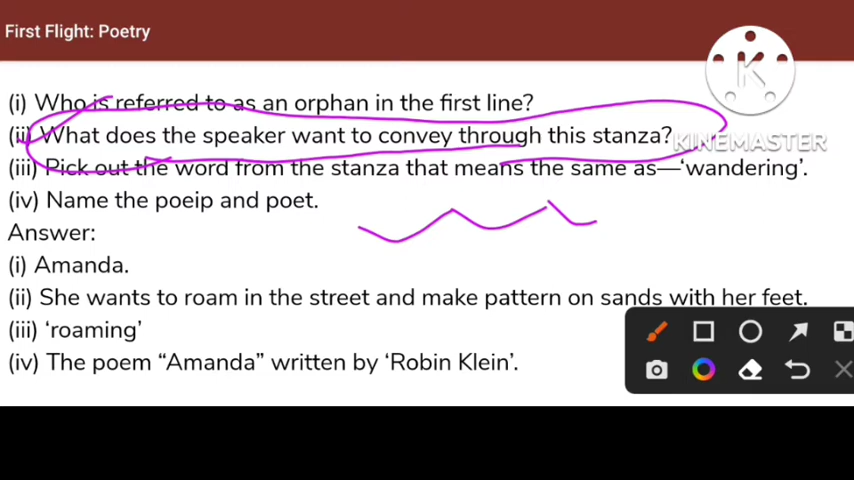 First Flight: Poetry
(i) Who is referred to as an orphan in the first line?
(ii) What does the speaker want to convey through this stanza?
KINEMASTER
(iii) Pick out the word from the stanza that means the same as—‘wandering’.
(iv) Name the poeip and poet.
Answer:
(i) Amanda.
(ii) She wants to roam in the street and make pattern on sands with her feet.
(iii) ‘roaming’
(iv) The poem “Amanda” written by ‘Robin Klein’.